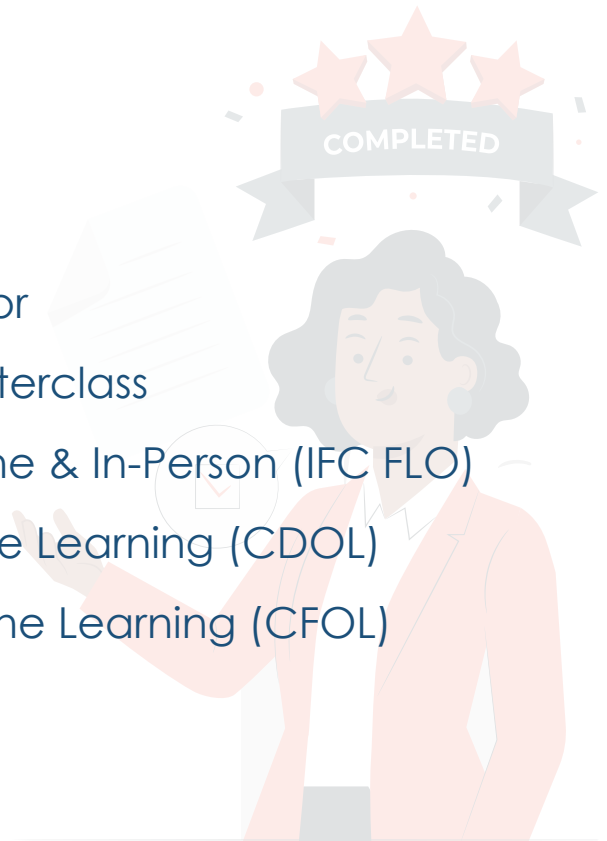 COMPLETED
or
terclass
ne & In-Person (IFC FLO)
e Learning (CDOL)
ne Learning (CFOL)